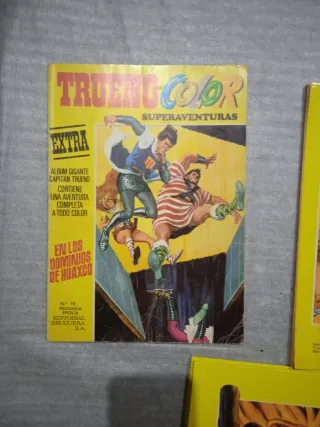 TRUENO COLOR
SUPERAVENTURAS
EXTRA
ALBUM GIGANTE
CAPITAN TRUENO
CONTIENE
UNA AVENTURA
COMPLETA
A TODO COLOR
EN LOS
DOMINIOS
DE HUAXCO
SEGUNDA
EPOCA
EDITORIAL
BRUGUERA
S.A.